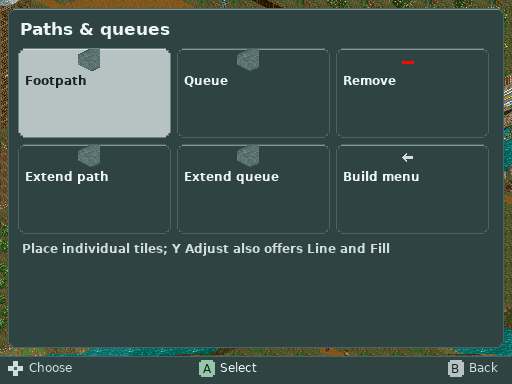 Paths & queues
Footpath Queue Remove
Extend path Extend queue Build menu
Place individual tiles; Y Adjust also offers Line and Fill
Choose A Select B Back